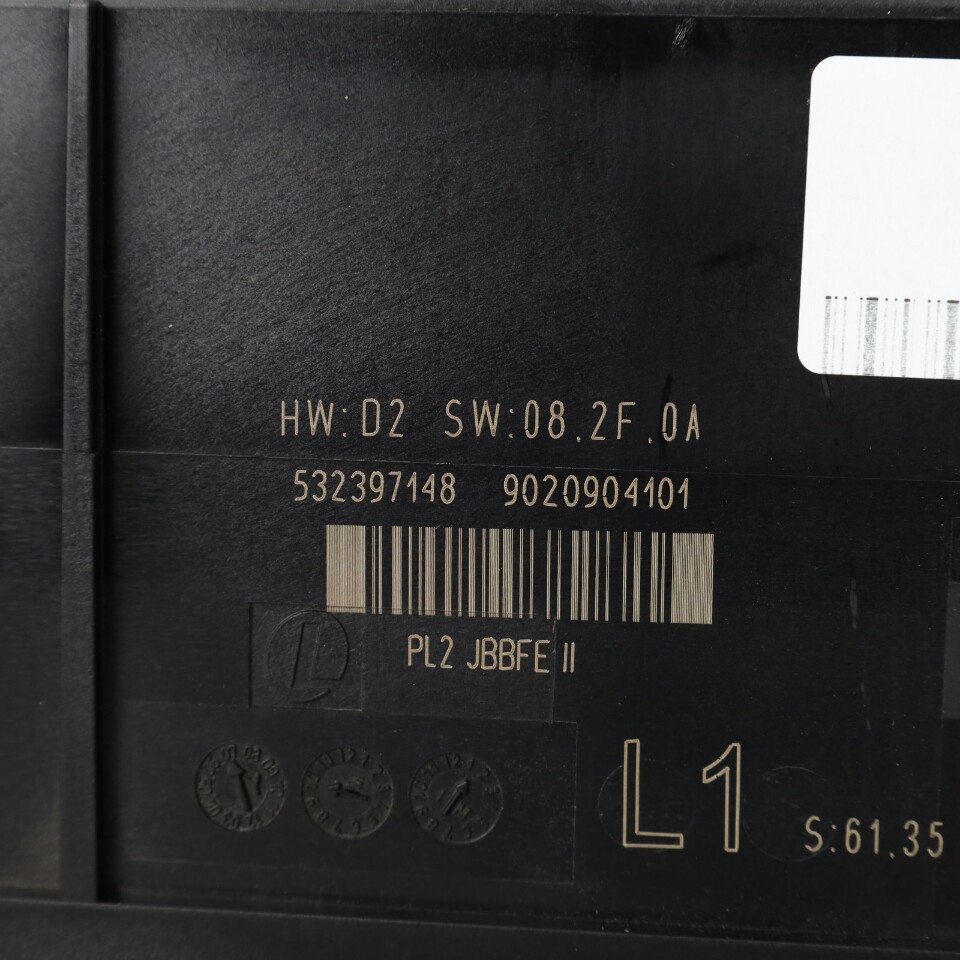 HW:D2 SW:08.2F.0A
532397148 9020904101
PL2 JBBFE II
L
L1 S:61.35